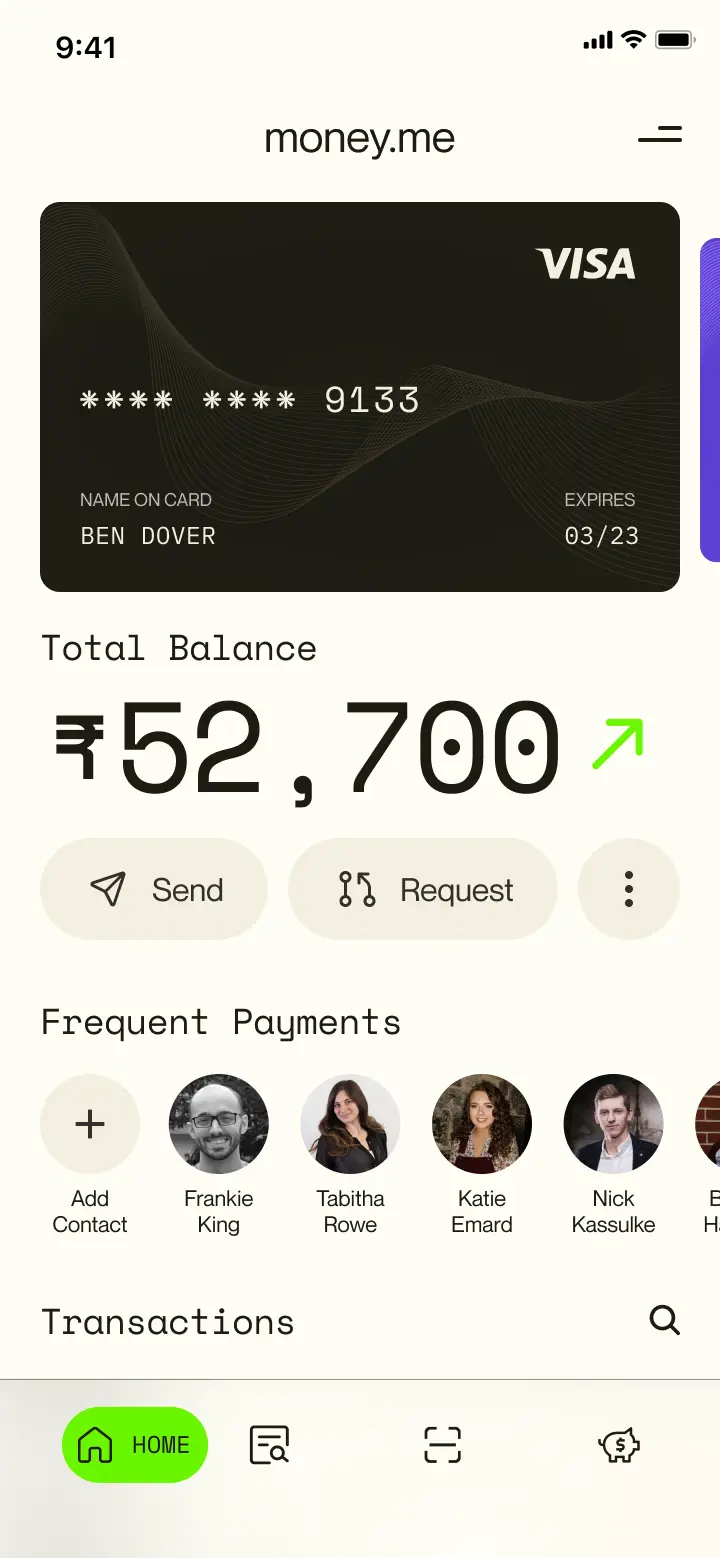 9:41
money.me
VISA
**** **** 9133
NAME ON CARD
EXPIRES
BEN DOVER
03/23
Total Balance
₹52,700
Send
Request
Frequent Payments
Add
Contact
Frankie
King
Tabitha
Rowe
Katie
Emard
Nick
Kassulke
Transactions
HOME
$